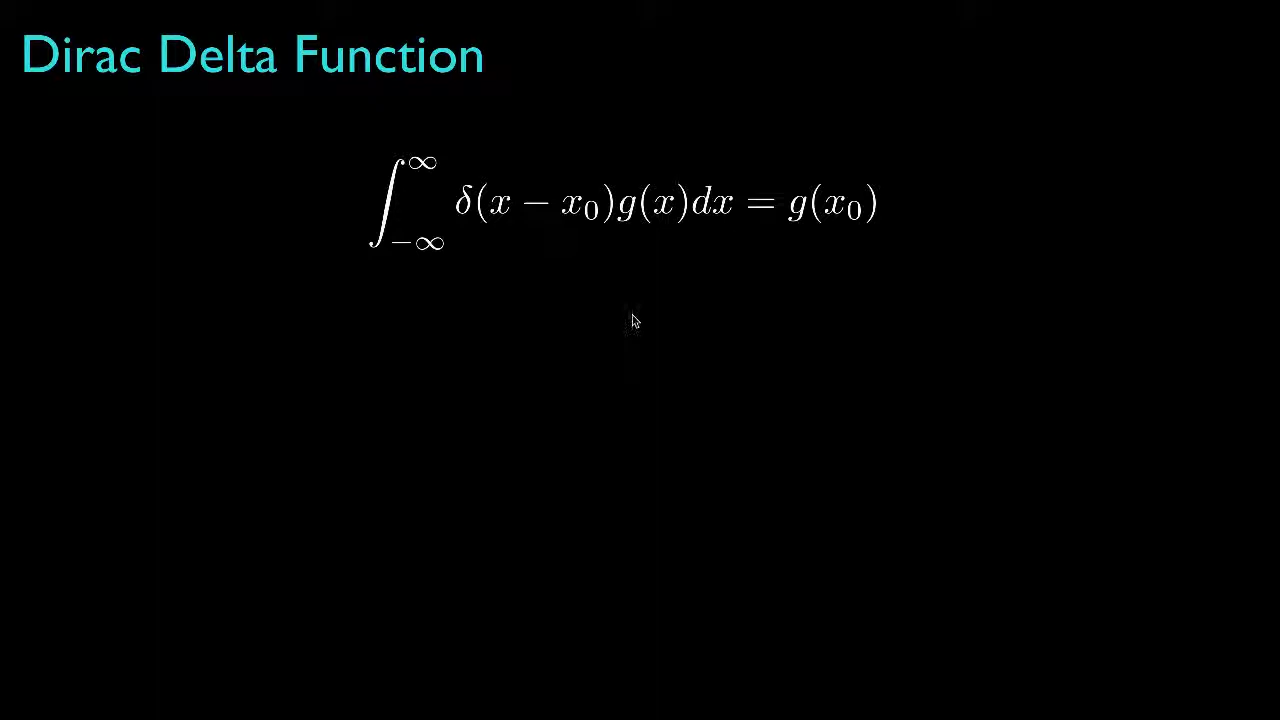 Dirac Delta Function
∫_{-∞}^{∞} δ(x − x₀)g(x)dx = g(x₀)